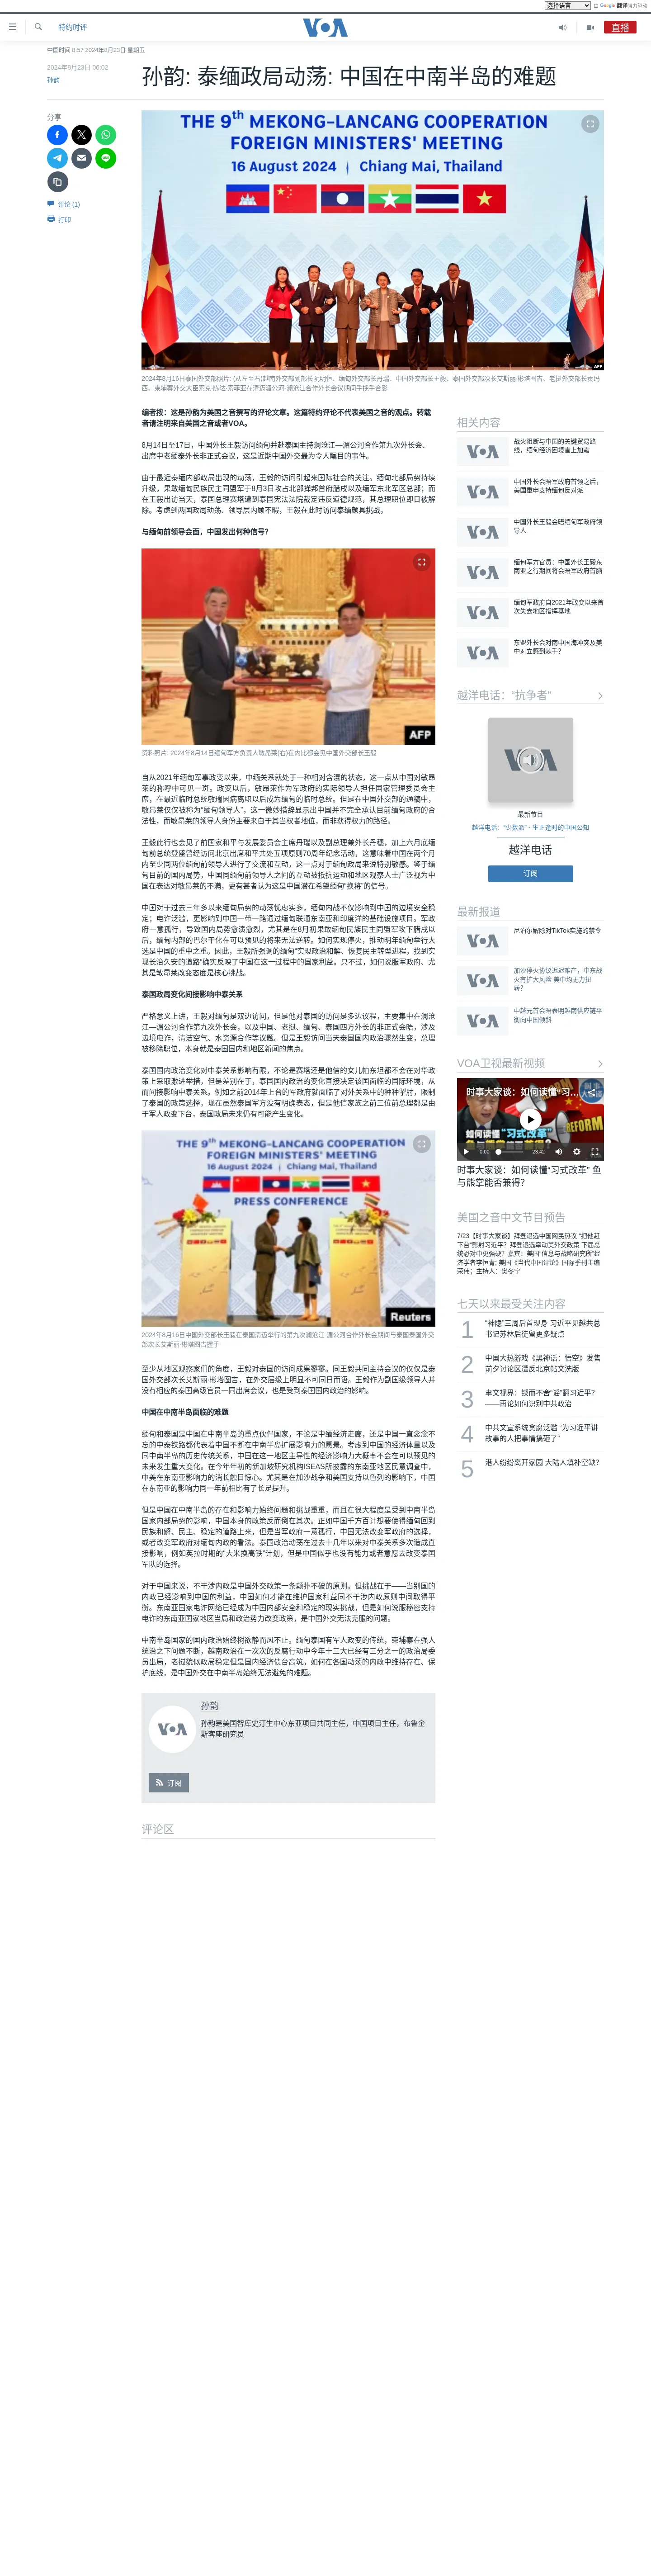 选择语言
由 Google 翻译强力驱动
特约时评
VOA
直播
中国时间 8:57 2024年8月23日 星期五
2024年8月23日 08:02
孙韵
孙韵: 泰缅政局动荡: 中国在中南半岛的难题
分享
评论 (1)
打印
THE 9th MEKONG–LANCANG COOPERATION
FOREIGN MINISTERS' MEETING
16 August 2024 | Chiang Mai, Thailand
AFP
2024年8月16日泰国外交部照片: (从左至右)越南外交部副部长阮明恒、缅甸外交部长丹瑞、中国外交部长王毅、泰国外交部次长艾斯丽·彬塔图吉、老挝外交部长贡玛
西、柬埔寨外交大臣索克·陈达·索菲亚在清迈湄公河-澜沧江合作外长会议期间手挽手合影
编者按：这是孙韵为美国之音撰写的评论文章。这篇特约评论不代表美国之音的观点。转载
者请注明来自美国之音或者VOA。
8月14日至17日，中国外长王毅访问缅甸并赴泰国主持澜沧江—湄公河合作第九次外长会、
出席中老缅泰外长非正式会议，这是近期中国外交最为令人瞩目的事件。
由于最近泰缅内部政局出现的动荡，王毅的访问引起来国际社会的关注。缅甸北部局势持续
升级，果敢缅甸民族民主同盟军于8月3日攻占北部掸邦首府腊戌以及缅军东北军区总部；而
在王毅出访当天，泰国总理赛塔遭到泰国宪法法院裁定违反道德规范，其总理职位即日被解
除。考虑到两国政局动荡、领导层内顾不暇，王毅在此时访问泰缅颇具挑战。
与缅甸前领导会面，中国发出何种信号？
AFP
资料照片: 2024年8月14日缅甸军方负责人敏昂莱(右)在内比都会见中国外交部长王毅
自从2021年缅甸军事政变以来，中缅关系就处于一种相对含混的状态，这一点从中国对敏昂
莱的称呼中可见一斑。政变以后，敏昂莱作为军政府的实际领导人担任国家管理委员会主
席，在最近临时总统敏瑞因病离职以后成为缅甸的临时总统。但是在中国外交部的通稿中，
敏昂莱仅仅被称为“缅甸领导人”，这一微妙措辞显示出中国并不完全承认目前缅甸政府的合
法性，而敏昂莱的领导人身份主要来自于其当权者地位，而非获得权力的路径。
王毅此行也会见了前国家和平与发展委员会主席丹瑞以及副总理兼外长丹穗，加上六月底缅
甸前总统登盛曾经访问北京出席和平共处五项原则70周年纪念活动，这意味着中国在两个月
内至少同两位缅甸前领导人进行了交流和互动，这一点对于缅甸政局来说特别敏感。鉴于缅
甸目前的国内局势，中国同缅甸前领导人之间的互动被抵抗运动和地区观察人士广泛视为中
国在表达对敏昂莱的不满，更有甚者认为这是中国潜在希望缅甸“换将”的信号。
中国对于过去三年多以来缅甸局势的动荡忧虑实多，缅甸内战不仅影响到中国的边境安全稳
定；电诈泛滥，更影响到中国一带一路通过缅甸联通东南亚和印度洋的基础设施项目。军政
府一意孤行，导致国内局势愈演愈烈，尤其是在8月初果敢缅甸民族民主同盟军攻下腊戌以
后，缅甸内部的巴尔干化在可以预见的将来无法逆转。如何实现停火，推动明年缅甸举行大
选是中国的重中之重。因此，王毅所强调的缅甸“实现政治和解、恢复民主转型进程，找到实
现长治久安的道路”确实反映了中国在这一过程中的国家利益。只不过，如何说服军政府、尤
其是敏昂莱改变态度是核心挑战。
泰国政局变化间接影响中泰关系
严格意义上讲，王毅对缅甸是双边访问，但是他对泰国的访问是多边议程，主要集中在澜沧
江—湄公河合作第九次外长会，以及中国、老挝、缅甸、泰国四方外长的非正式会晤，涉及
边境电诈，清洁空气、水资源合作等议题。但是王毅访问当天泰国国内政治骤然生变，总理
被移除职位，本身就是泰国国内和地区新闻的焦点。
泰国国内政治变化对中泰关系影响有限，不论是赛塔还是他信的女儿帕东坦都不会在对华政
策上采取激进举措，但是差别在于，泰国国内政治的变化直接决定该国面临的国际环境，从
而间接影响中泰关系。例如之前2014年上台的军政府就面临了对外关系中的种种掣肘，限制
了泰国的政策选择。现在虽然泰国军方没有明确表态，但是他信家族之前三位前总理都是由
于军人政变下台，泰国政局未来仍有可能产生变化。
THE 9th MEKONG–LANCANG COOPERATION
FOREIGN MINISTERS' MEETING
PRESS CONFERENCE
Reuters
2024年8月16日中国外交部长王毅在泰国清迈举行的第九次澜沧江-湄公河合作外长会期间与泰国泰国外交
部次长艾斯丽·彬塔图吉握手
至少从地区观察家们的角度，王毅对泰国的访问成果寥寥。同王毅共同主持会议的仅仅是泰
国外交部次长艾斯丽·彬塔图吉，在外交层级上明显不可同日而语。王毅作为副国级领导人并
没有相应的泰国高级官员一同出席会议，也是受到泰国国内政治的影响。
中国在中南半岛面临的难题
缅甸和泰国是中国在中南半岛的重点伙伴国家，不论是中缅经济走廊，还是中国一直念念不
忘的中泰铁路都代表着中国不断在中南半岛扩展影响力的愿景。考虑到中国的经济体量以及
同中南半岛的历史传统关系，中国在这一地区主导性的经济影响力大概率不会在可以预见的
未来发生重大变化。在今年年初的新加坡研究机构ISEAS所披露的东南亚地区民意调查中，
中美在东南亚影响力的消长触目惊心。尤其是在加沙战争和美国支持以色列的影响下，中国
在东南亚的影响力同一年前相比有了长足提升。
但是中国在中南半岛的存在和影响力始终问题和挑战重重，而且在很大程度是受到中南半岛
国家内部局势的影响，中国本身的政策反而倒在其次。正如中国千方百计想要使得缅甸回到
民族和解、民主、稳定的道路上来，但是当军政府一意孤行，中国无法改变军政府的选择，
或者改变军政府对缅甸内政的看法。泰国政治动荡在过去十几年以来对中泰关系多次造成直
接影响，例如英拉时期的“大米换高铁”计划，但是中国似乎也没有能力或者意愿去改变泰国
军队的选择。
对于中国来说，不干涉内政是中国外交政策一条颠扑不破的原则。但挑战在于——当别国的
内政已经影响到中国的利益，中国如何才能在维护国家利益同不干涉内政原则中间取得平
衡。东南亚国家电诈网络已经成为中国内部安全和稳定的现实挑战，但是如何说服秘密支持
电诈的东南亚国家地区当局和政治势力改变政策，是中国外交无法克服的问题。
中南半岛国家的国内政治始终树欲静而风不止。缅甸泰国有军人政变的传统，柬埔寨在强人
统治之下问题不断，越南政治在一次次的反腐行动中今年十三大已经有三分之一的政治局委
员出局，老挝貌似政局稳定但是国内经济债台高筑。如何在各国动荡的内政中维持存在、保
护底线，是中国外交在中南半岛始终无法避免的难题。
孙韵
VOA
孙韵是美国智库史汀生中心东亚项目共同主任，中国项目主任，布鲁金
斯客座研究员
订阅
评论区
相关内容
战火阻断与中国的关键贸易路
线，缅甸经济困境雪上加霜
中国外长会晤军政府首领之后，
美国重申支持缅甸反对派
中国外长王毅会晤缅甸军政府领
导人
缅甸军方官员：中国外长王毅东
南亚之行期间将会晤军政府首脑
缅甸军政府自2021年政变以来首
次失去地区指挥基地
东盟外长会对南中国海冲突及美
中对立感到棘手?
越洋电话：“抗争者”
最新节目
越洋电话：“少数派” - 生正逢时的中国公知
越洋电话
订阅
最新报道
尼泊尔解除对TikTok实施的禁令
加沙停火协议迟迟难产，中东战
火有扩大风险 美中均无力扭
转？
中越元首会晤表明越南供应链平
衡向中国倾斜
VOA卫视最新视频
时事大家谈：如何读懂“习...
如何读懂“习式改革”
0:00
23:42
时事大家谈：如何读懂“习式改革” 鱼
与熊掌能否兼得？
美国之音中文节目预告
7/23【时事大家谈】拜登退选中国网民热议 “把他赶
下台”影射习近平？拜登退选牵动美外交政策 下届总
统恐对中更强硬？嘉宾：美国“信息与战略研究所”经
济学者李恒青; 美国《当代中国评论》国际季刊主编
荣伟；主持人：樊冬宁
七天以来最受关注内容
1
“神隐”三周后首现身 习近平见越共总
书记苏林后徒留更多疑点
2
中国大热游戏《黑神话：悟空》发售
前夕讨论区遭反北京帖文洗版
3
聿文视界：锲而不舍“谣”翻习近平？
——再论如何识别中共政治
4
中共文宣系统贪腐泛滥 “为习近平讲
故事的人把事情搞砸了”
5
港人纷纷离开家园 大陆人填补空缺？